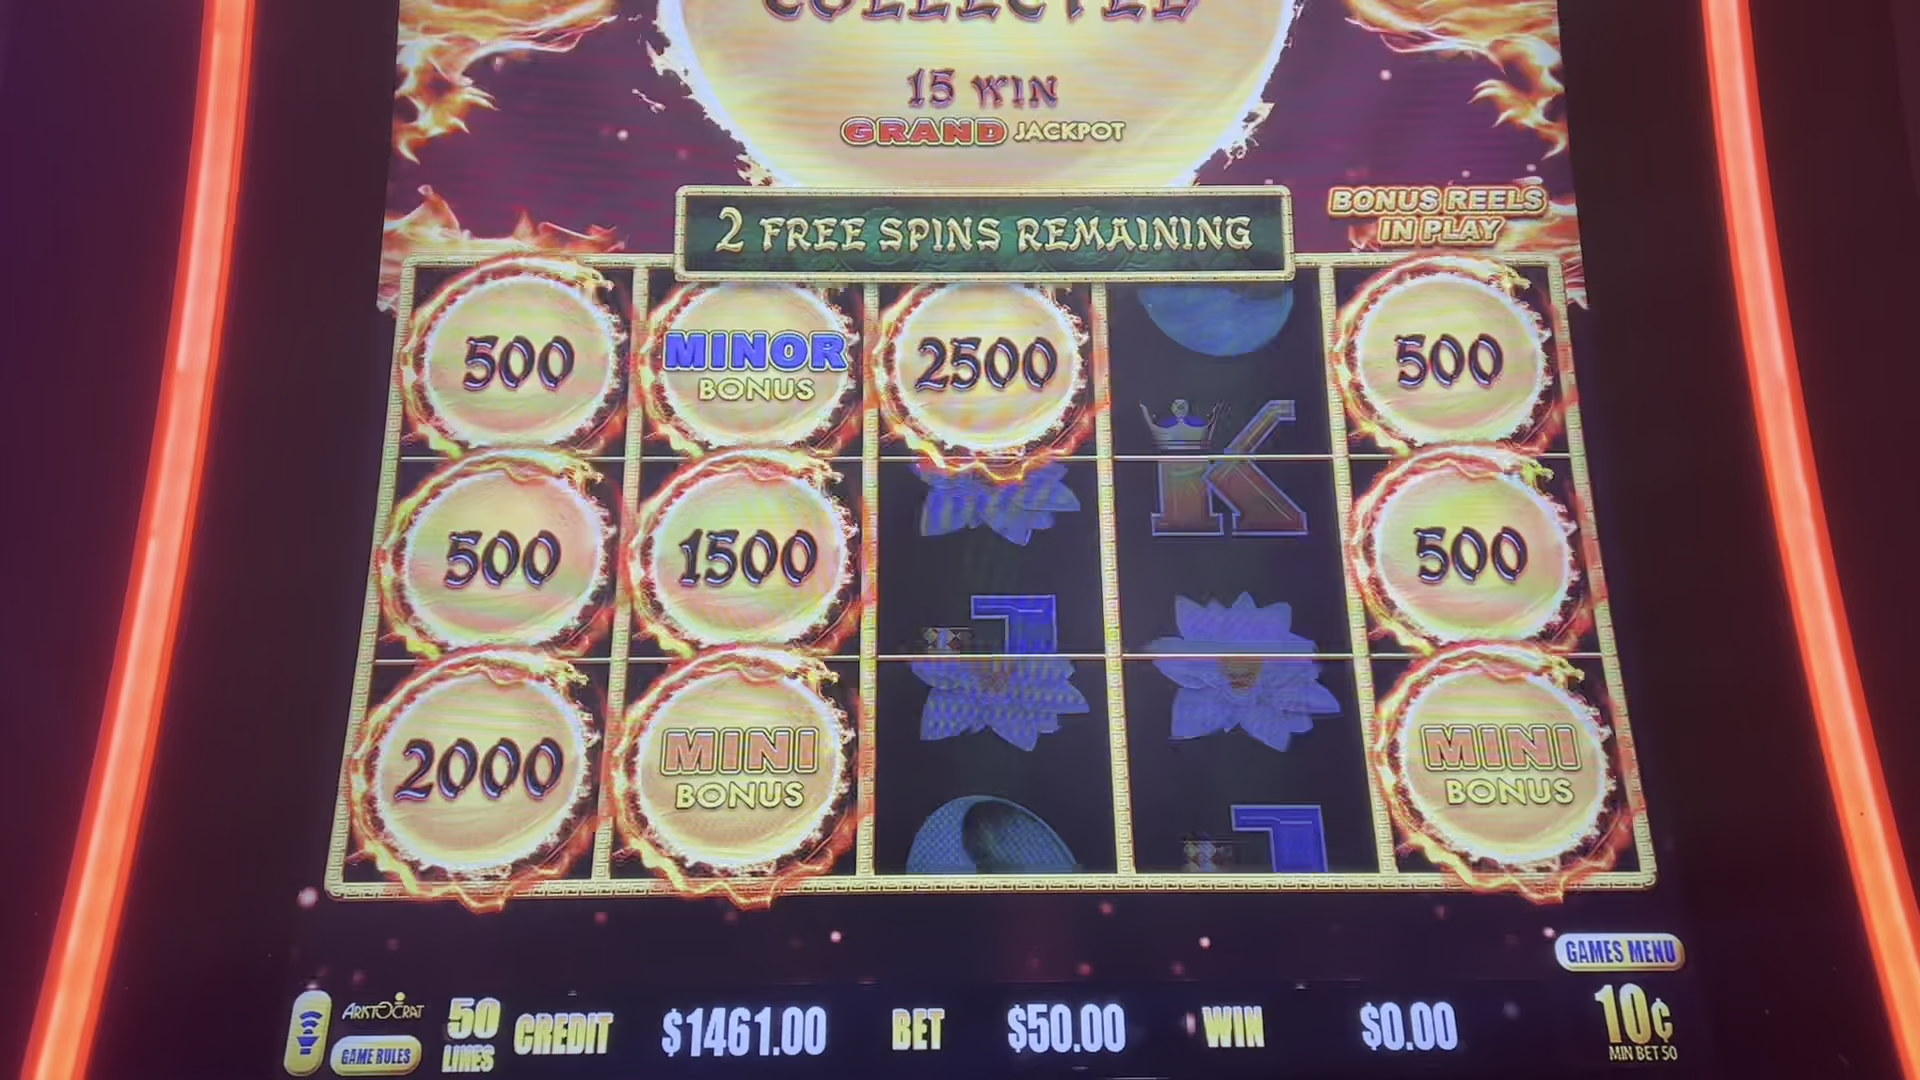 COLLECTED
15 WIN
GRAND JACKPOT
2 FREE SPINS REMAINING
BONUS REELS
IN PLAY
500
MINOR
BONUS
2500
500
K
500
1500
500
J
2000
MINI
BONUS
MINI
BONUS
J
GAMES MENU
ARISTOCRAT
GAME RULES
50
LINES
CREDIT
$1461.00
BET
$50.00
WIN
$0.00
10¢
MIN BET 50